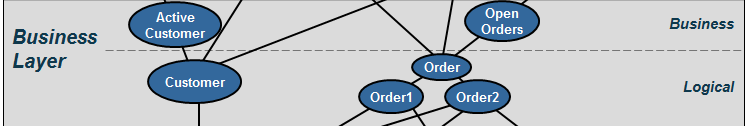 Business
Layer
Active
Customer
Open
Orders
Business
Customer
Order
Order1
Order2
Logical